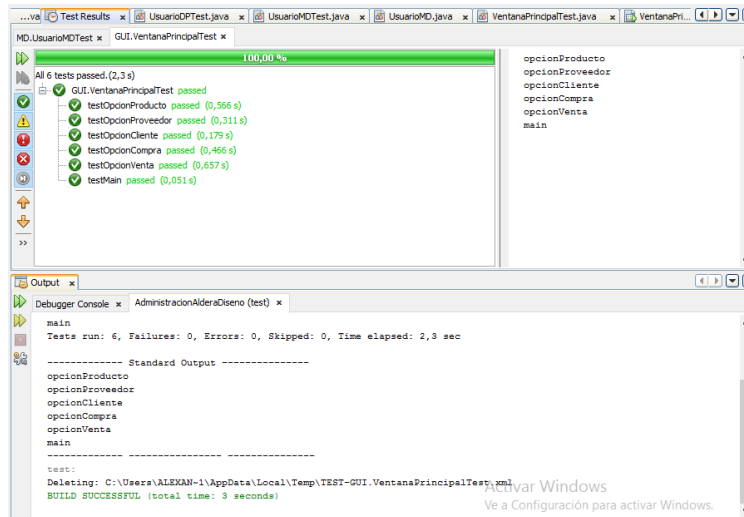 ...va Test Results x UsuarioDPTest.java x UsuarioMDTest.java x UsuarioMD.java x VentanaPrincipalTest.java x VentanaPri...
MD.UsuarioMDTest x GUI.VentanaPrincipalTest x
100,00 %
All 6 tests passed.(2,3 s)
GUI.VentanaPrincipalTest passed
testOpcionProducto passed (0,566 s)
testOpcionProveedor passed (0,311 s)
testOpcionCliente passed (0,179 s)
testOpcionCompra passed (0,466 s)
testOpcionVenta passed (0,657 s)
testMain passed (0,051 s)
opcionProducto
opcionProveedor
opcionCliente
opcionCompra
opcionVenta
main
Output x
Debugger Console x AdministracionAlderaDiseno (test) x
main
Tests run: 6, Failures: 0, Errors: 0, Skipped: 0, Time elapsed: 2,3 sec
------------- Standard Output ---------------
opcionProducto
opcionProveedor
opcionCliente
opcionCompra
opcionVenta
main
------------- ---------------- ---------------
test:
Deleting: C:\Users\ALEXAN~1\AppData\Local\Temp\TEST-GUI.VentanaPrincipalTest.xml
BUILD SUCCESSFUL (total time: 3 seconds)
Activar Windows
Ve a Configuración para activar Windows.